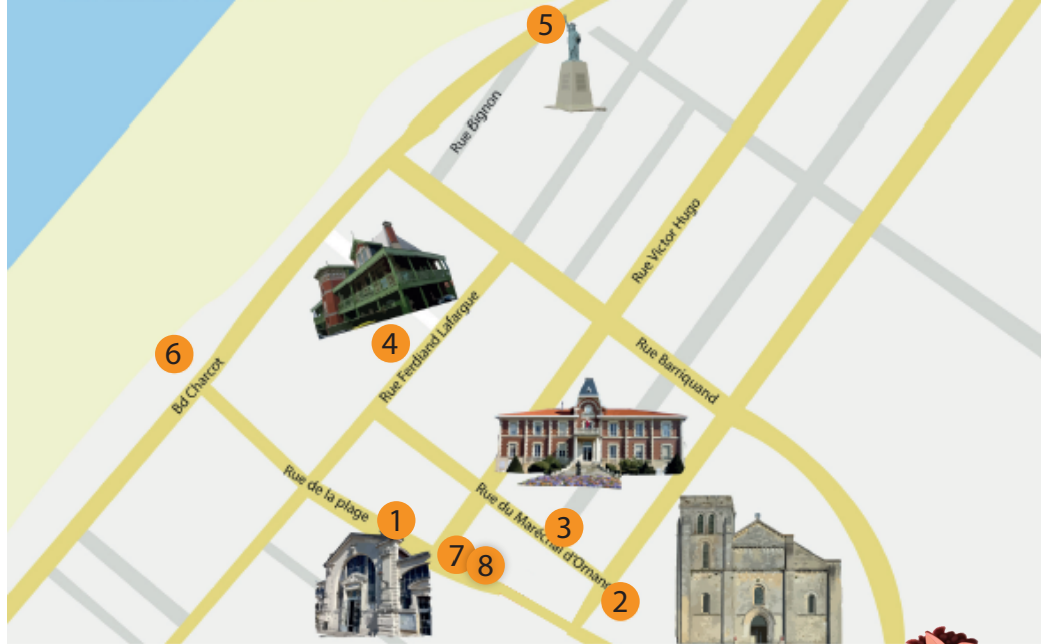 5
Rue Bignon
Rue Victor Hugo
6
4
Bd Charcot
Rue Ferdiand Lafargue
Rue Barriquand
Rue de la plage
1
Rue du Maréchal d'Ornano
3
7
8
2